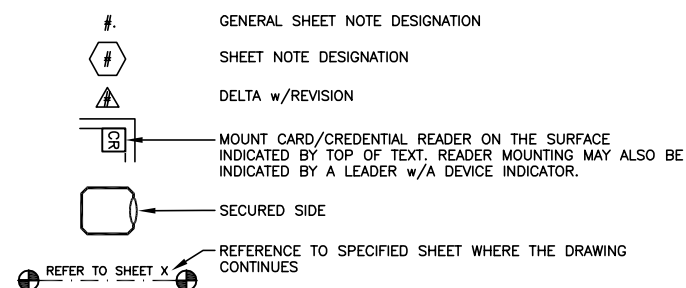 #. GENERAL SHEET NOTE DESIGNATION
# SHEET NOTE DESIGNATION
# DELTA w/REVISION
CR MOUNT CARD/CREDENTIAL READER ON THE SURFACE
INDICATED BY TOP OF TEXT. READER MOUNTING MAY ALSO BE
INDICATED BY A LEADER w/A DEVICE INDICATOR.
SECURED SIDE
REFERENCE TO SPECIFIED SHEET WHERE THE DRAWING
CONTINUES
REFER TO SHEET X